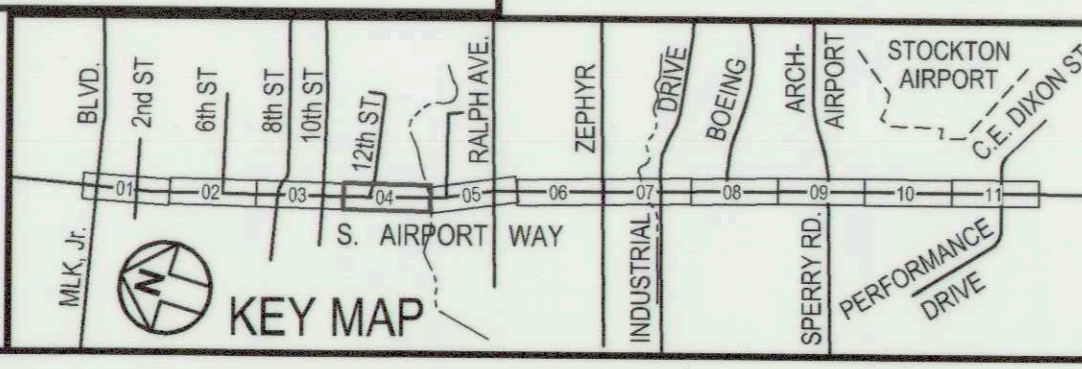 MLK, Jr. BLVD.
2nd ST
6th ST
8th ST
10th ST
12th ST
RALPH AVE.
ZEPHYR
INDUSTRIAL DRIVE
BOEING
ARCH-
AIRPORT
SPERRY RD.
STOCKTON
AIRPORT
C.E. DIXON ST
PERFORMANCE
DRIVE
01
02
03
04
05
06
07
08
09
10
11
S. AIRPORT WAY
N
KEY MAP